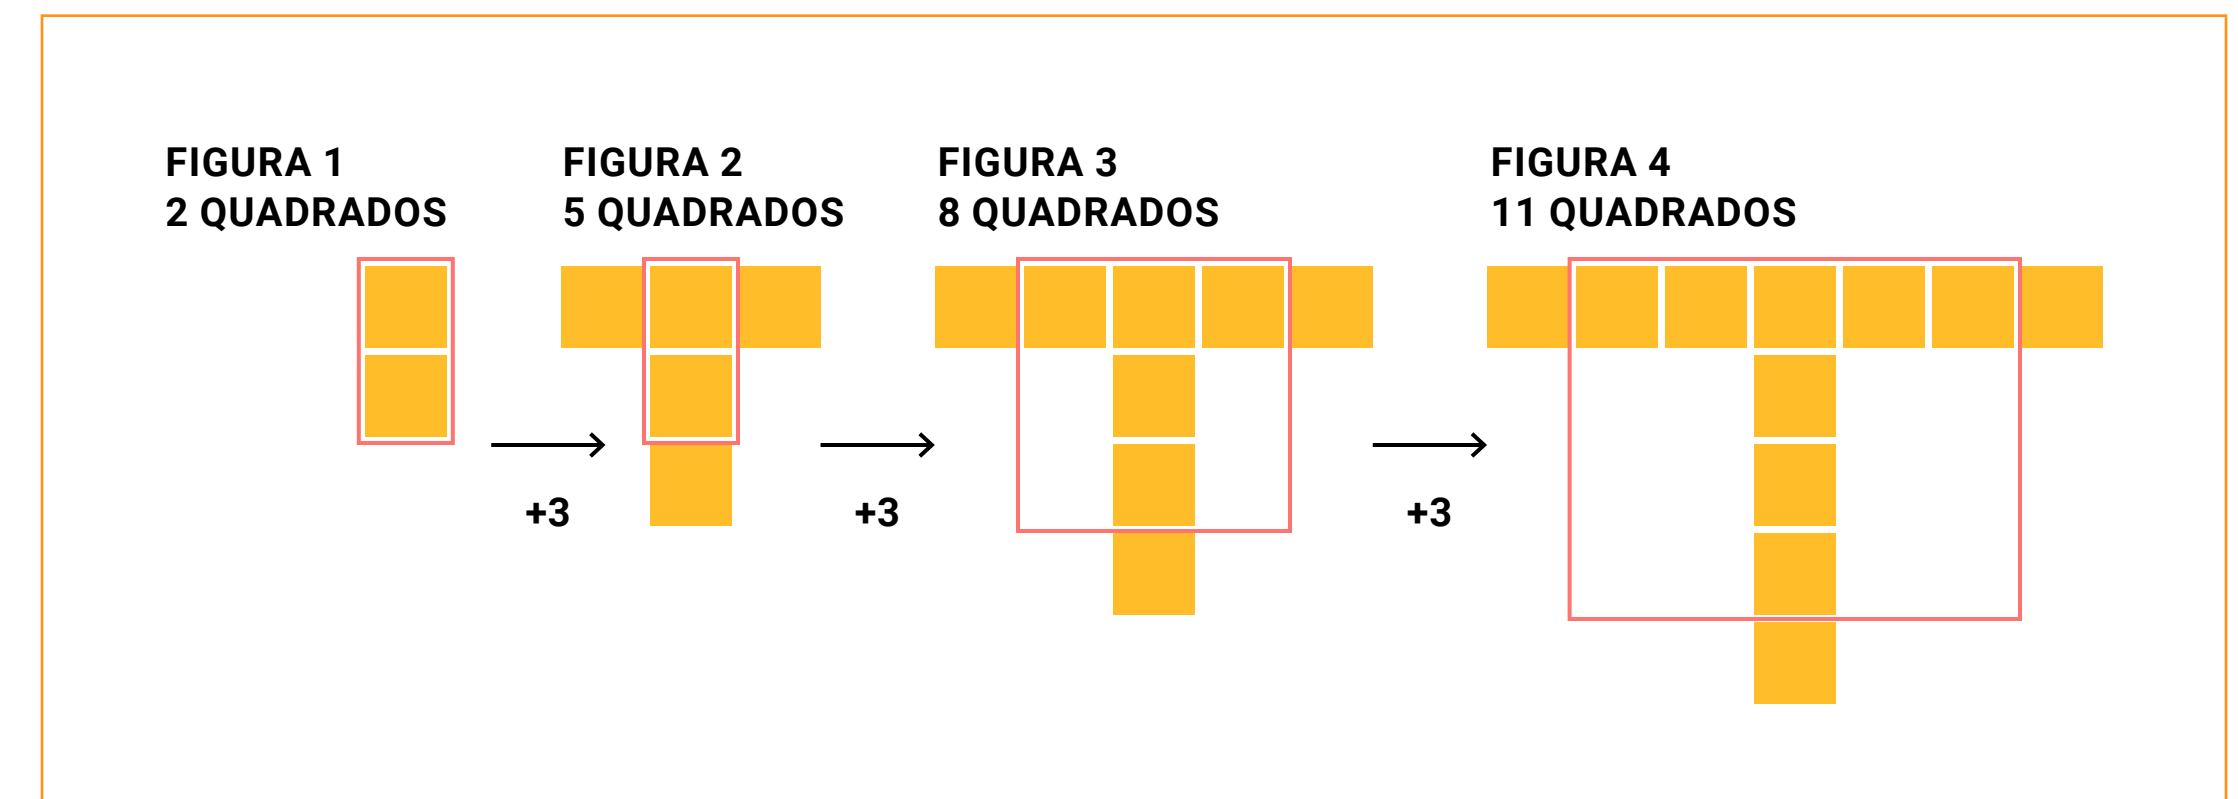 FIGURA 1
2 QUADRADOS
FIGURA 2
5 QUADRADOS
FIGURA 3
8 QUADRADOS
FIGURA 4
11 QUADRADOS
+3
+3
+3